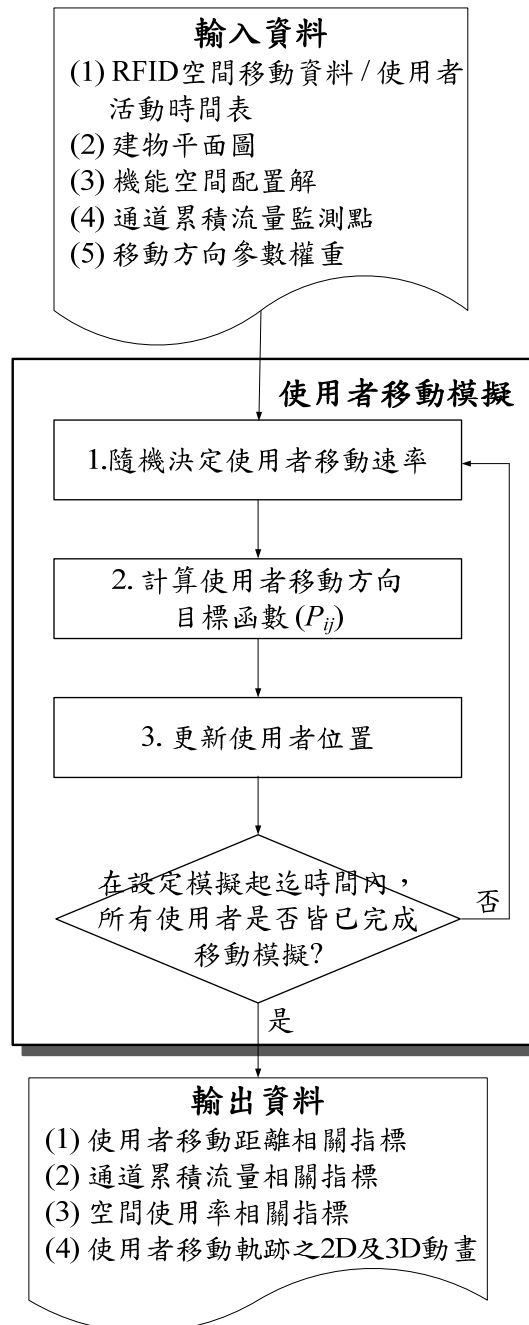 輸入資料
(1) RFID空間移動資料 / 使用者
活動時間表
(2) 建物平面圖
(3) 機能空間配置解
(4) 通道累積流量監測點
(5) 移動方向參數權重
使用者移動模擬
1.隨機決定使用者移動速率
2. 計算使用者移動方向
目標函數 (Pij)
3. 更新使用者位置
在設定模擬起迄時間內，
所有使用者是否皆已完成
移動模擬?
否
是
輸出資料
(1) 使用者移動距離相關指標
(2) 通道累積流量相關指標
(3) 空間使用率相關指標
(4) 使用者移動軌跡之2D及3D動畫